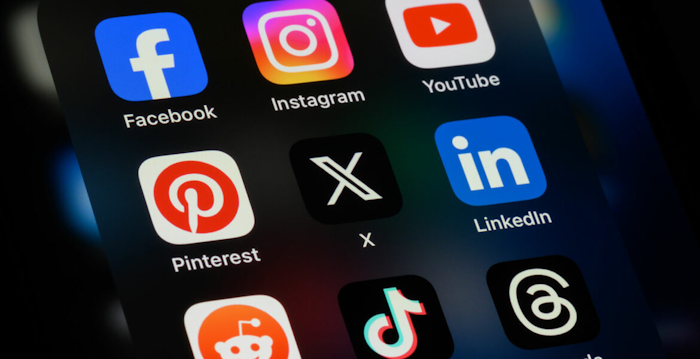 Facebook
Instagram
YouTube
Pinterest
X
LinkedIn